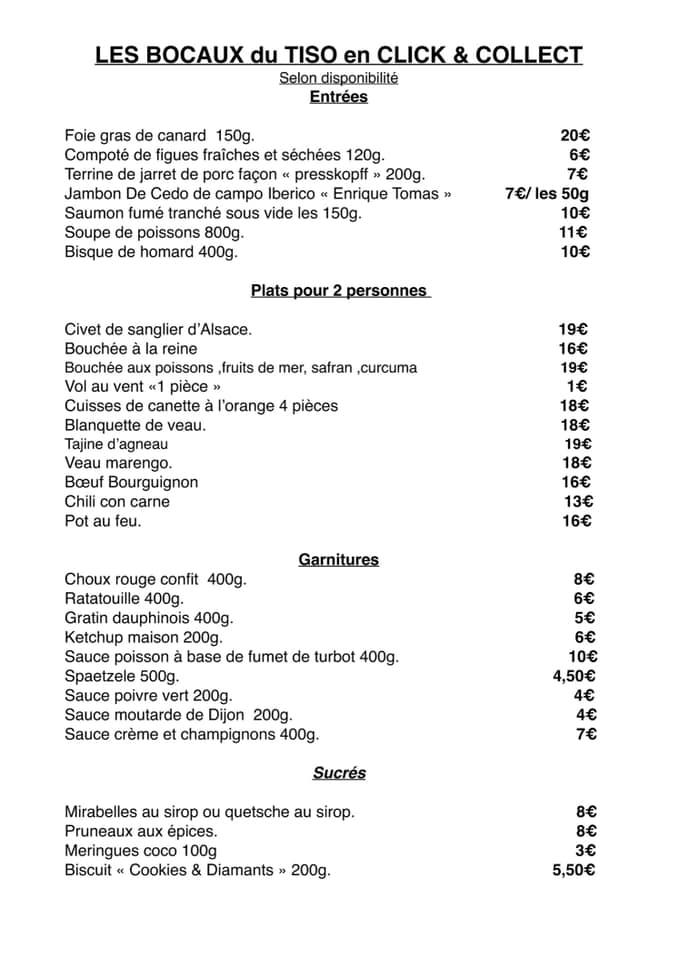 LES BOCAUX du TISO en CLICK & COLLECT
Selon disponibilité
Entrées
Foie gras de canard 150g. 20€
Compoté de figues fraîches et séchées 120g. 6€
Terrine de jarret de porc façon « presskopff » 200g. 7€
Jambon De Cedo de campo Iberico « Enrique Tomas » 7€/ les 50g
Saumon fumé tranché sous vide les 150g. 10€
Soupe de poissons 800g. 11€
Bisque de homard 400g. 10€
Plats pour 2 personnes
Civet de sanglier d’Alsace. 19€
Bouchée à la reine 16€
Bouchée aux poissons ,fruits de mer, safran ,curcuma 19€
Vol au vent «1 pièce » 1€
Cuisses de canette à l’orange 4 pièces 18€
Blanquette de veau. 18€
Tajine d’agneau 19€
Veau marengo. 18€
Bœuf Bourguignon 16€
Chili con carne 13€
Pot au feu. 16€
Garnitures
Choux rouge confit 400g. 8€
Ratatouille 400g. 6€
Gratin dauphinois 400g. 5€
Ketchup maison 200g. 6€
Sauce poisson à base de fumet de turbot 400g. 10€
Spaetzele 500g. 4,50€
Sauce poivre vert 200g. 4€
Sauce moutarde de Dijon 200g. 4€
Sauce crème et champignons 400g. 7€
Sucrés
Mirabelles au sirop ou quetsche au sirop. 8€
Pruneaux aux épices. 8€
Meringues coco 100g 3€
Biscuit « Cookies & Diamants » 200g. 5,50€